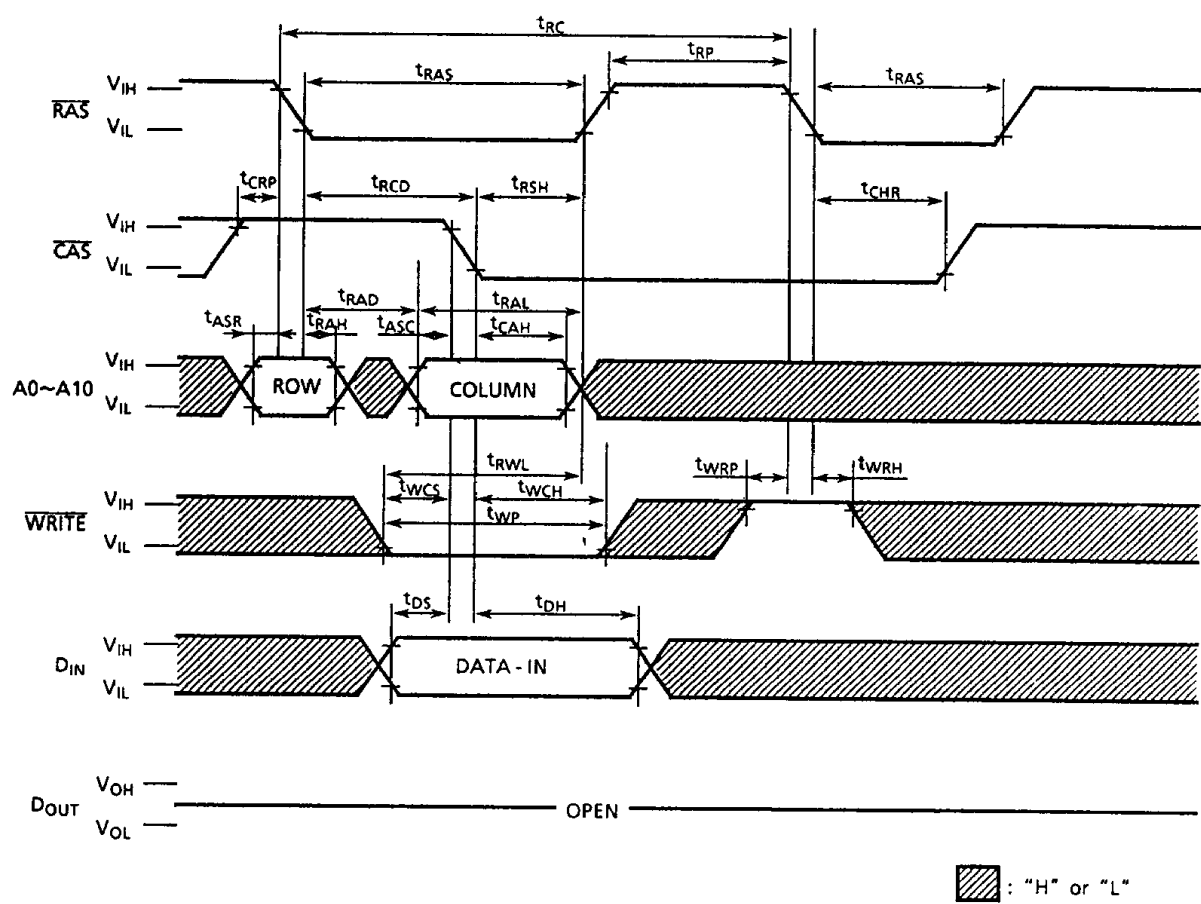 tRC
tRP
tRAS
tRAS
VIH
RAS
VIL
tCRP
tRCD
tRSH
tCHR
VIH
CAS
VIL
tRAD
tRAL
tASR
tRAH
tASC
tCAH
VIH
A0~A10
ROW
COLUMN
VIL
tRWL
tWRP
tWRH
tWCS
tWCH
VIH
WRITE
tWP
VIL
tDS
tDH
VIH
DIN
DATA - IN
VIL
VOH
DOUT
OPEN
VOL
: "H" or "L"